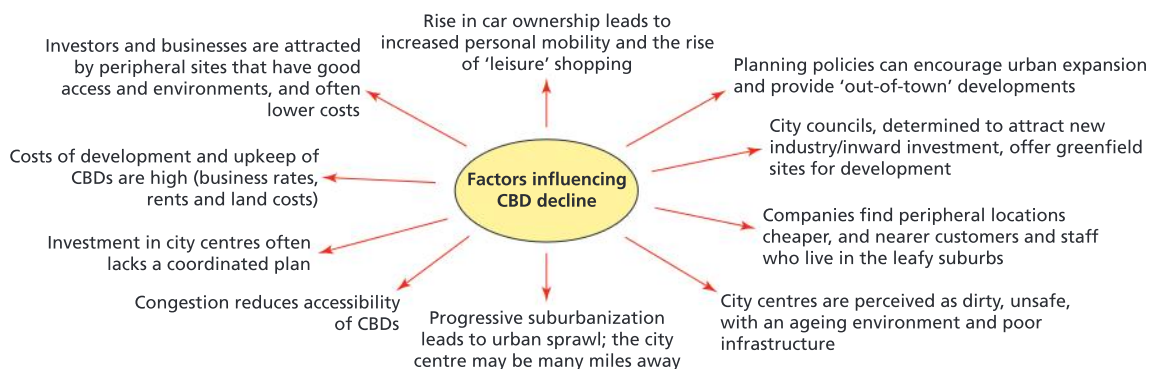 Rise in car ownership leads to
increased personal mobility and the rise
of ‘leisure’ shopping
Investors and businesses are attracted
by peripheral sites that have good
access and environments, and often
lower costs
Planning policies can encourage urban expansion
and provide ‘out-of-town’ developments
City councils, determined to attract new
industry/inward investment, offer greenfield
sites for development
Costs of development and upkeep of
CBDs are high (business rates,
rents and land costs)
Factors influencing
CBD decline
Companies find peripheral locations
cheaper, and nearer customers and staff
who live in the leafy suburbs
Investment in city centres often
lacks a coordinated plan
Congestion reduces accessibility
of CBDs
Progressive suburbanization
leads to urban sprawl; the city
centre may be many miles away
City centres are perceived as dirty, unsafe,
with an ageing environment and poor
infrastructure